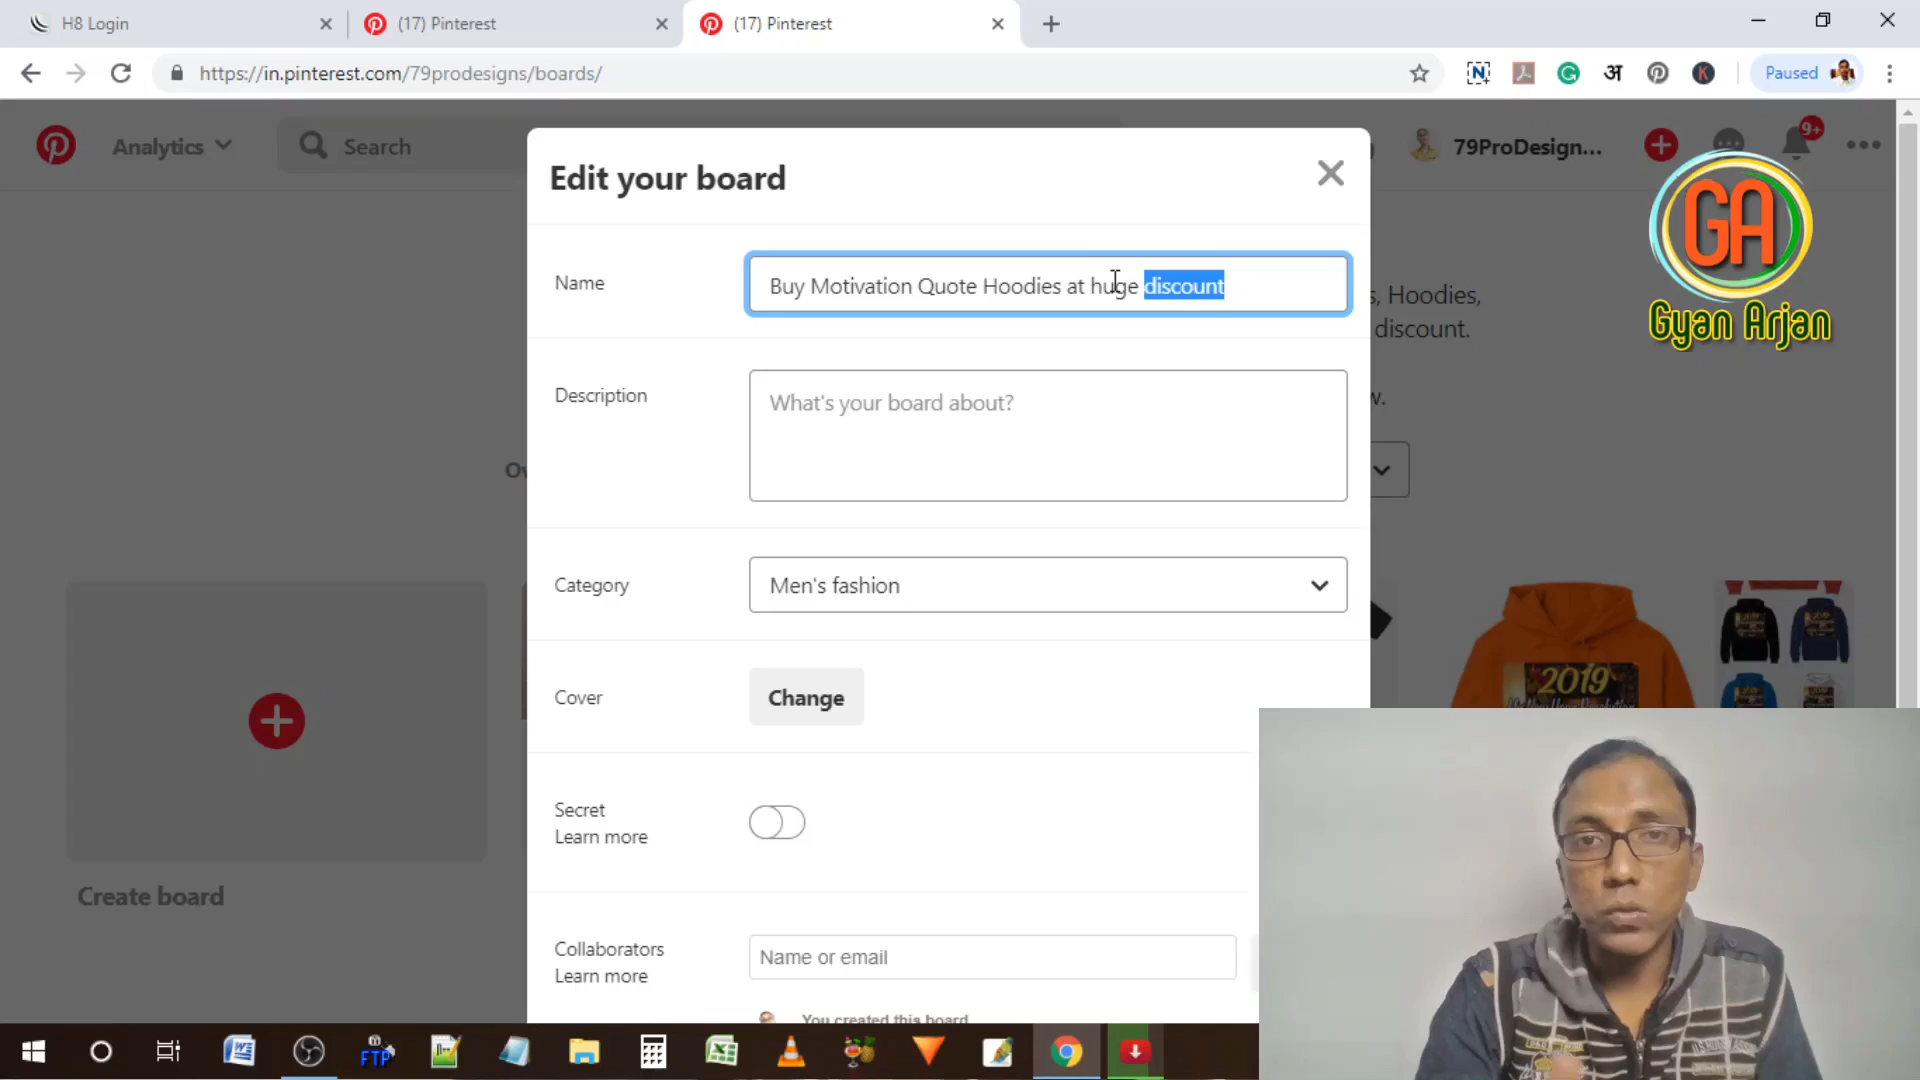 H8 Login
(17) Pinterest
(17) Pinterest
https://in.pinterest.com/79prodesigns/boards/
Paused
Analytics
Search
79ProDesign...
9+
Edit your board
Name
Buy Motivation Quote Hoodies at huge discount
GA
Gyan Arjan
s, Hoodies,
discount.
Description
What's your board about?
w.
Ov
Category
Men's fashion
Cover
Change
2019
Secret
Learn more
Create board
Collaborators
Learn more
Name or email
You created this board
FTP